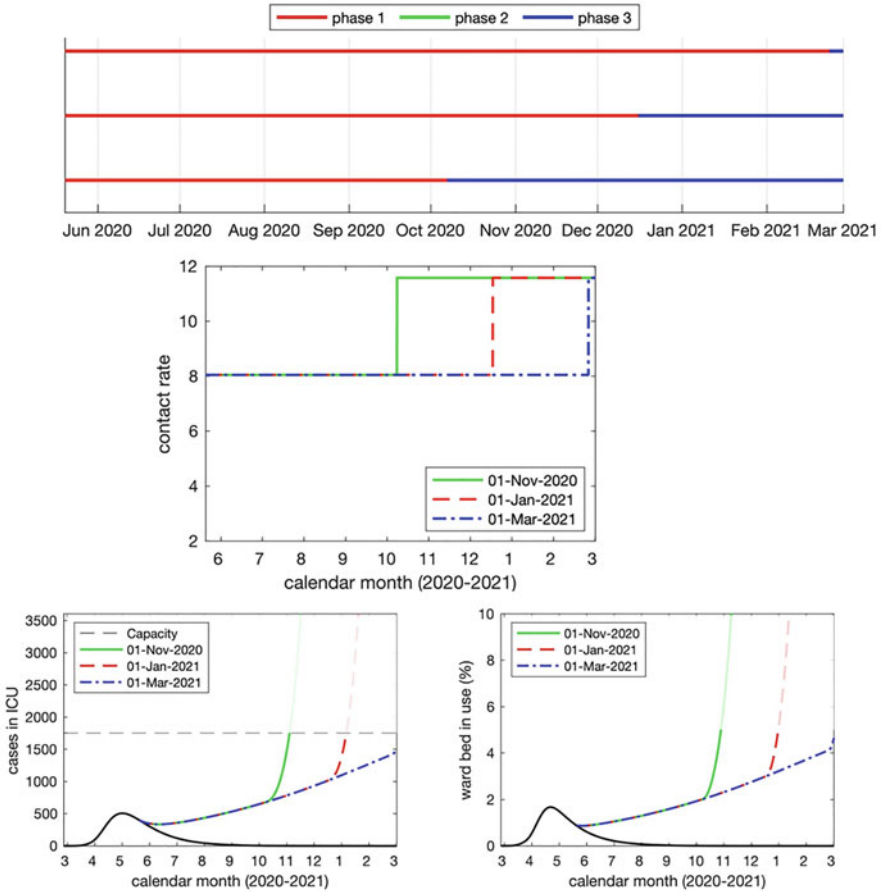 phase 1 phase 2 phase 3
Jun 2020 Jul 2020 Aug 2020 Sep 2020 Oct 2020 Nov 2020 Dec 2020 Jan 2021 Feb 2021 Mar 2021
12
10
8
6
4
2
contact rate
01-Nov-2020
01-Jan-2021
01-Mar-2021
6 7 8 9 10 11 12 1 2 3
calendar month (2020-2021)
3500
3000
2500
2000
1500
1000
500
0
cases in ICU
Capacity
01-Nov-2020
01-Jan-2021
01-Mar-2021
3 4 5 6 7 8 9 10 11 12 1 2 3
calendar month (2020-2021)
10
8
6
4
2
0
ward bed in use (%)
01-Nov-2020
01-Jan-2021
01-Mar-2021
3 4 5 6 7 8 9 10 11 12 1 2 3
calendar month (2020-2021)